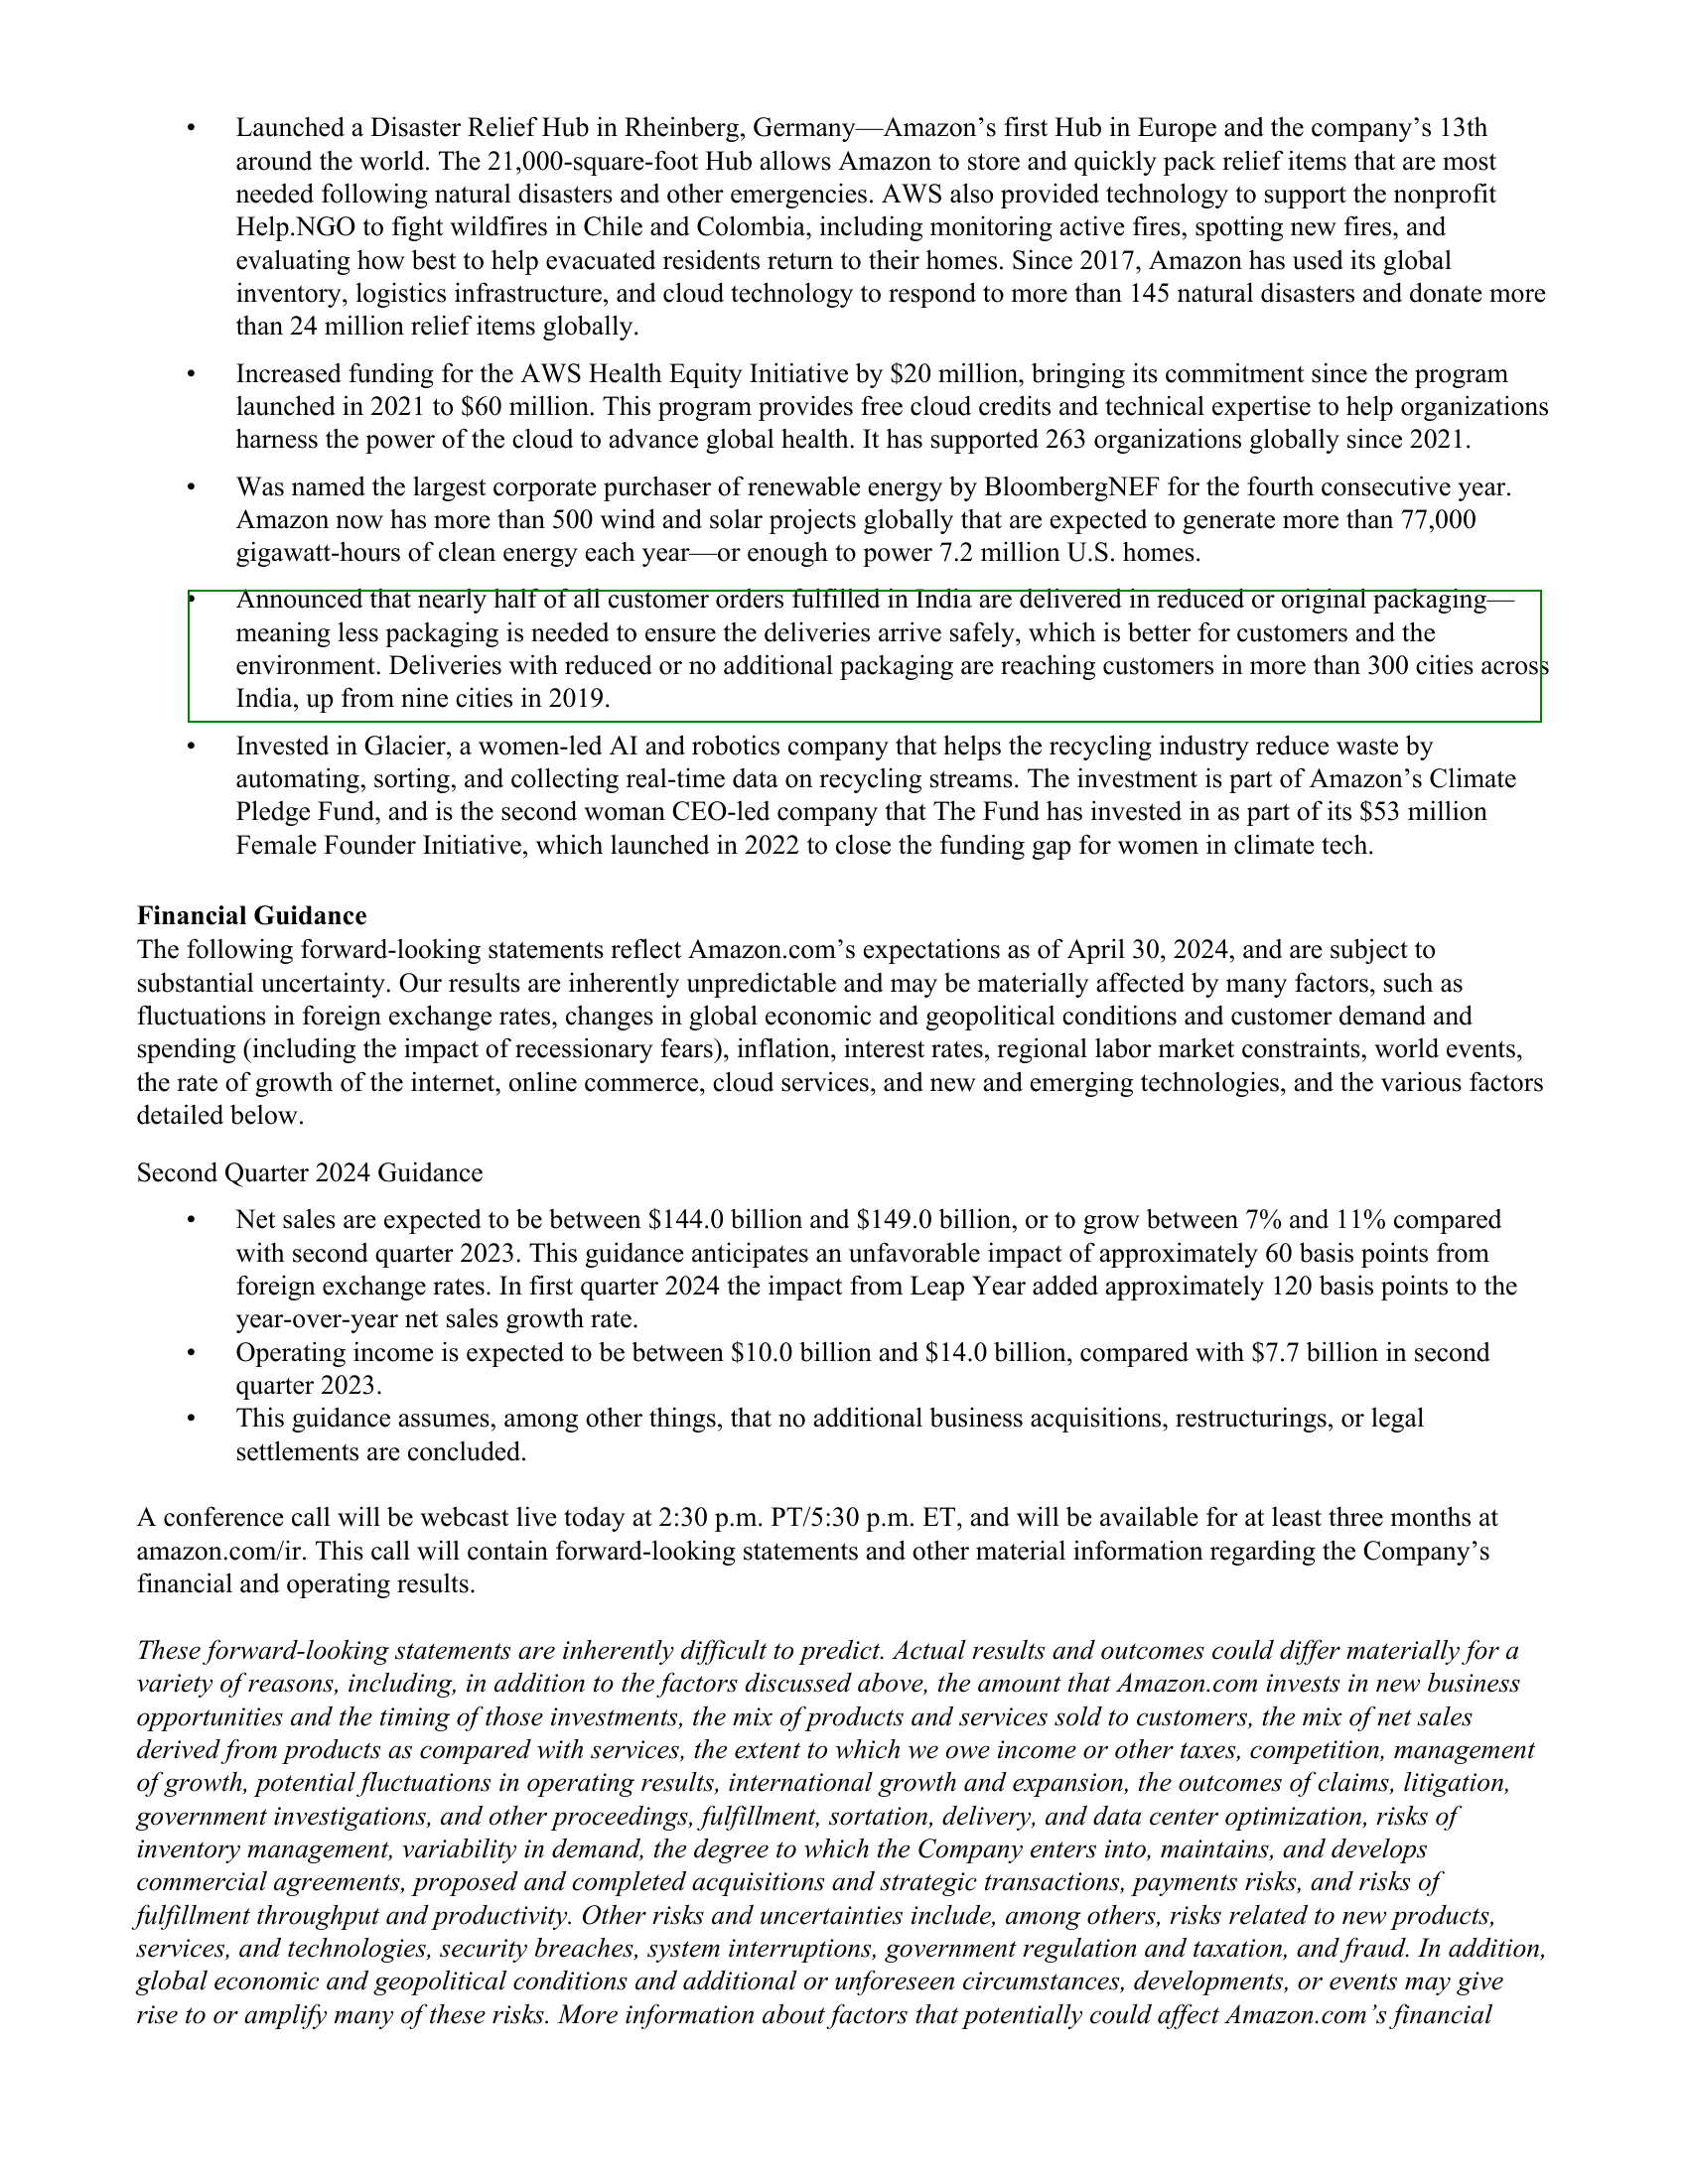 • Launched a Disaster Relief Hub in Rheinberg, Germany—Amazon’s first Hub in Europe and the company’s 13th
around the world. The 21,000-square-foot Hub allows Amazon to store and quickly pack relief items that are most
needed following natural disasters and other emergencies. AWS also provided technology to support the nonprofit
Help.NGO to fight wildfires in Chile and Colombia, including monitoring active fires, spotting new fires, and
evaluating how best to help evacuated residents return to their homes. Since 2017, Amazon has used its global
inventory, logistics infrastructure, and cloud technology to respond to more than 145 natural disasters and donate more
than 24 million relief items globally.
• Increased funding for the AWS Health Equity Initiative by $20 million, bringing its commitment since the program
launched in 2021 to $60 million. This program provides free cloud credits and technical expertise to help organizations
harness the power of the cloud to advance global health. It has supported 263 organizations globally since 2021.
• Was named the largest corporate purchaser of renewable energy by BloombergNEF for the fourth consecutive year.
Amazon now has more than 500 wind and solar projects globally that are expected to generate more than 77,000
gigawatt-hours of clean energy each year—or enough to power 7.2 million U.S. homes.
• Announced that nearly half of all customer orders fulfilled in India are delivered in reduced or original packaging—
meaning less packaging is needed to ensure the deliveries arrive safely, which is better for customers and the
environment. Deliveries with reduced or no additional packaging are reaching customers in more than 300 cities across
India, up from nine cities in 2019.
• Invested in Glacier, a women-led AI and robotics company that helps the recycling industry reduce waste by
automating, sorting, and collecting real-time data on recycling streams. The investment is part of Amazon’s Climate
Pledge Fund, and is the second woman CEO-led company that The Fund has invested in as part of its $53 million
Female Founder Initiative, which launched in 2022 to close the funding gap for women in climate tech.
Financial Guidance
The following forward-looking statements reflect Amazon.com’s expectations as of April 30, 2024, and are subject to
substantial uncertainty. Our results are inherently unpredictable and may be materially affected by many factors, such as
fluctuations in foreign exchange rates, changes in global economic and geopolitical conditions and customer demand and
spending (including the impact of recessionary fears), inflation, interest rates, regional labor market constraints, world events,
the rate of growth of the internet, online commerce, cloud services, and new and emerging technologies, and the various factors
detailed below.
Second Quarter 2024 Guidance
• Net sales are expected to be between $144.0 billion and $149.0 billion, or to grow between 7% and 11% compared
with second quarter 2023. This guidance anticipates an unfavorable impact of approximately 60 basis points from
foreign exchange rates. In first quarter 2024 the impact from Leap Year added approximately 120 basis points to the
year-over-year net sales growth rate.
• Operating income is expected to be between $10.0 billion and $14.0 billion, compared with $7.7 billion in second
quarter 2023.
• This guidance assumes, among other things, that no additional business acquisitions, restructurings, or legal
settlements are concluded.
A conference call will be webcast live today at 2:30 p.m. PT/5:30 p.m. ET, and will be available for at least three months at
amazon.com/ir. This call will contain forward-looking statements and other material information regarding the Company’s
financial and operating results.
These forward-looking statements are inherently difficult to predict. Actual results and outcomes could differ materially for a
variety of reasons, including, in addition to the factors discussed above, the amount that Amazon.com invests in new business
opportunities and the timing of those investments, the mix of products and services sold to customers, the mix of net sales
derived from products as compared with services, the extent to which we owe income or other taxes, competition, management
of growth, potential fluctuations in operating results, international growth and expansion, the outcomes of claims, litigation,
government investigations, and other proceedings, fulfillment, sortation, delivery, and data center optimization, risks of
inventory management, variability in demand, the degree to which the Company enters into, maintains, and develops
commercial agreements, proposed and completed acquisitions and strategic transactions, payments risks, and risks of
fulfillment throughput and productivity. Other risks and uncertainties include, among others, risks related to new products,
services, and technologies, security breaches, system interruptions, government regulation and taxation, and fraud. In addition,
global economic and geopolitical conditions and additional or unforeseen circumstances, developments, or events may give
rise to or amplify many of these risks. More information about factors that potentially could affect Amazon.com’s financial